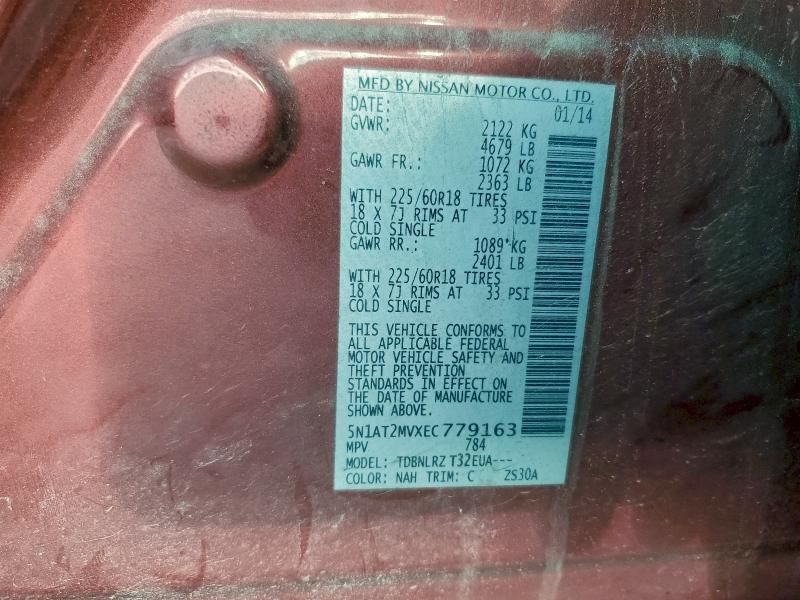 MFD BY NISSAN MOTOR CO., LTD.
DATE: 01/14
GVWR: 2122 KG
4679 LB
GAWR FR.: 1072 KG
2363 LB
WITH 225/60R18 TIRES
18 X 7J RIMS AT 33 PSI
COLD SINGLE
GAWR RR.: 1089 KG
2401 LB
WITH 225/60R18 TIRES
18 X 7J RIMS AT 33 PSI
COLD SINGLE
THIS VEHICLE CONFORMS TO
ALL APPLICABLE FEDERAL
MOTOR VEHICLE SAFETY AND
THEFT PREVENTION
STANDARDS IN EFFECT ON
THE DATE OF MANUFACTURE
SHOWN ABOVE.
5N1AT2MVXEC779163
MPV 784
MODEL: TDBNLRZ T32EUA---
COLOR: NAH TRIM: C ZS30A